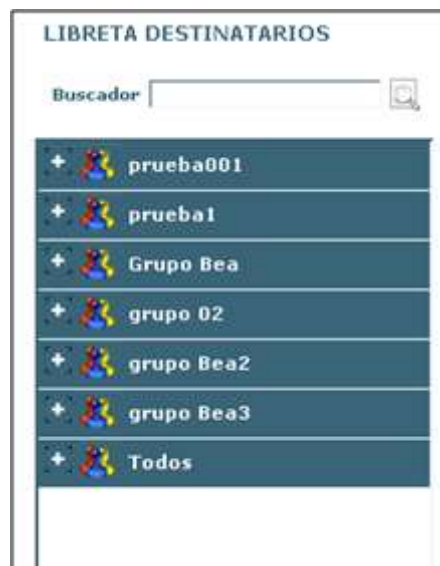 LIBRETA DESTINATARIOS
Buscador
prueba001
prueba1
Grupo Bea
grupo 02
grupo Bea2
grupo Bea3
Todos